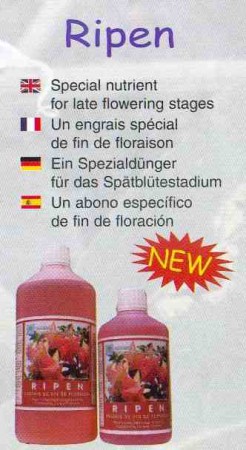 Ripen
Special nutrient
for late flowering stages
Un engrais spécial
de fin de floraison
Ein Spezialdünger
für das Spätblütestadium
Un abono específico
de fin de floración
NEW
RIPEN
RIPEN